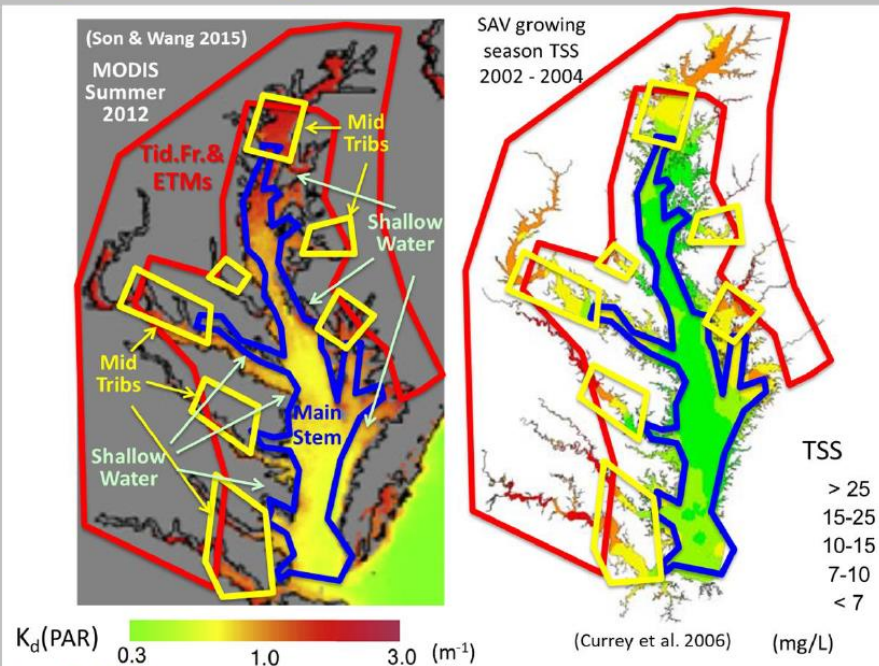 (Son & Wang 2015)
MODIS
Summer
2012
Tid.Fr.&
ETMs
Mid
Tribs
Shallow
Water
Mid
Tribs
Main
Stem
Shallow
Water
K_d(PAR)
0.3
1.0
3.0 (m⁻¹)
SAV growing
season TSS
2002 - 2004
TSS
> 25
15-25
10-15
7-10
< 7
(Currey et al. 2006)
(mg/L)